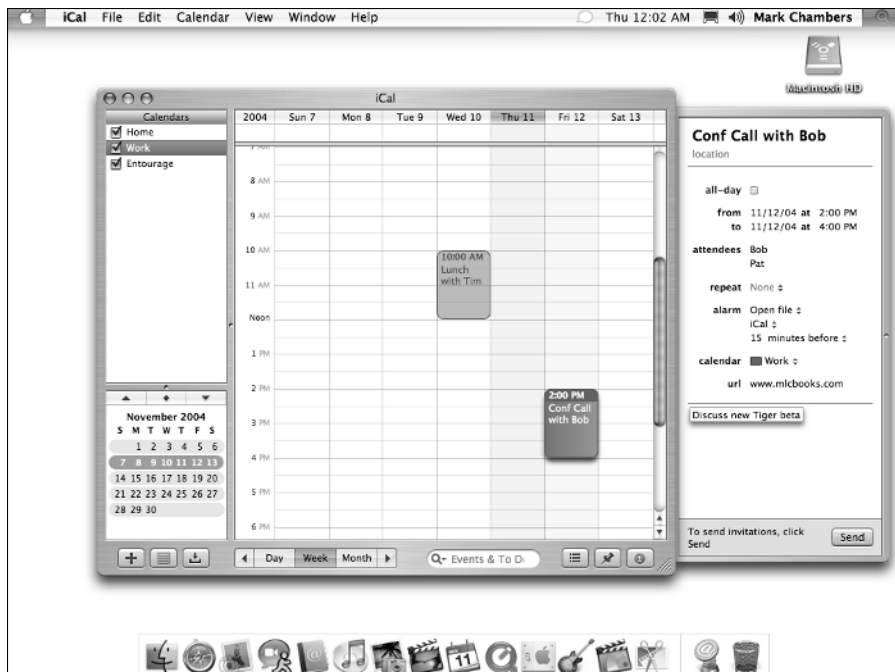 iCal File Edit Calendar View Window Help Thu 12:02 AM Mark Chambers
Macintosh HD
iCal
Calendars
Home
Work
Entourage
2004 Sun 7 Mon 8 Tue 9 Wed 10 Thu 11 Fri 12 Sat 13
7 AM
8 AM
9 AM
10 AM
11 AM
Noon
1 PM
2 PM
3 PM
4 PM
5 PM
6 PM
10:00 AM
Lunch
with Tim
2:00 PM
Conf Call
with Bob
November 2004
S M T W T F S
1 2 3 4 5 6
7 8 9 10 11 12 13
14 15 16 17 18 19 20
21 22 23 24 25 26 27
28 29 30
Day Week Month
Events & To D
Conf Call with Bob
location
all-day
from 11/12/04 at 2:00 PM
to 11/12/04 at 4:00 PM
attendees Bob
Pat
repeat None
alarm Open file
iCal
15 minutes before
calendar Work
url www.mlcbooks.com
Discuss new Tiger beta
To send invitations, click
Send
Send
11